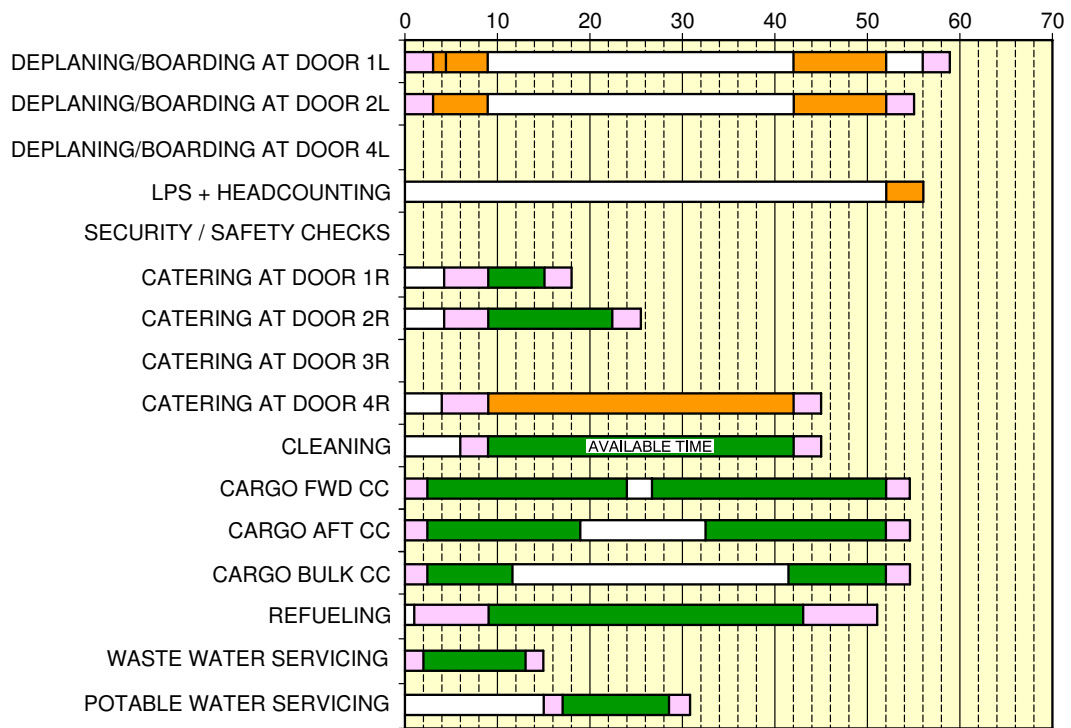 0 10 20 30 40 50 60 70
DEPLANING/BOARDING AT DOOR 1L
DEPLANING/BOARDING AT DOOR 2L
DEPLANING/BOARDING AT DOOR 4L
LPS + HEADCOUNTING
SECURITY / SAFETY CHECKS
CATERING AT DOOR 1R
CATERING AT DOOR 2R
CATERING AT DOOR 3R
CATERING AT DOOR 4R
CLEANING
AVAILABLE TIME
CARGO FWD CC
CARGO AFT CC
CARGO BULK CC
REFUELING
WASTE WATER SERVICING
POTABLE WATER SERVICING